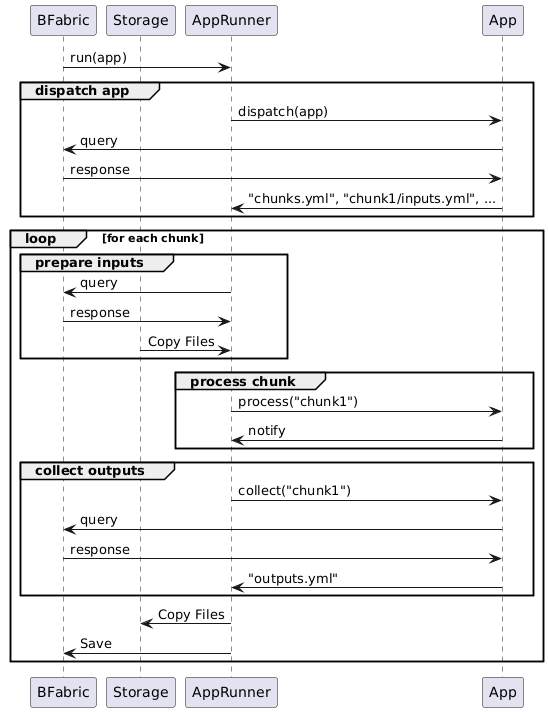 BFabric Storage AppRunner App
run(app)
dispatch app
dispatch(app)
query
response
"chunks.yml", "chunk1/inputs.yml", ...
loop [for each chunk]
prepare inputs
query
response
Copy Files
process chunk
process("chunk1")
notify
collect outputs
collect("chunk1")
query
response
"outputs.yml"
Copy Files
Save
BFabric Storage AppRunner App